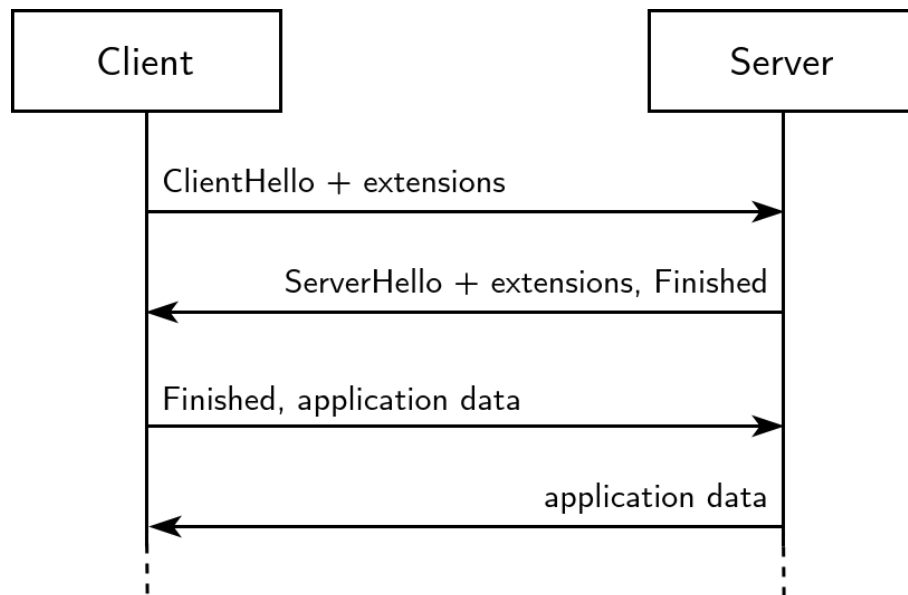 Client
Server
ClientHello + extensions
ServerHello + extensions, Finished
Finished, application data
application data